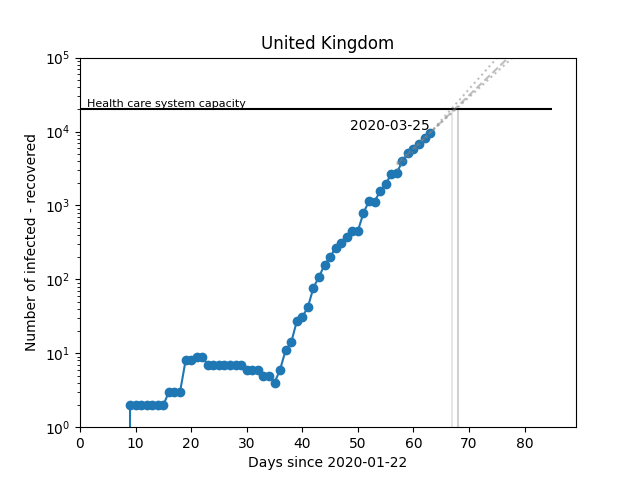 United Kingdom
10^5
Health care system capacity
2020-03-25
10^4
10^3
10^2
10^1
10^0
Number of infected - recovered
0 10 20 30 40 50 60 70 80
Days since 2020-01-22